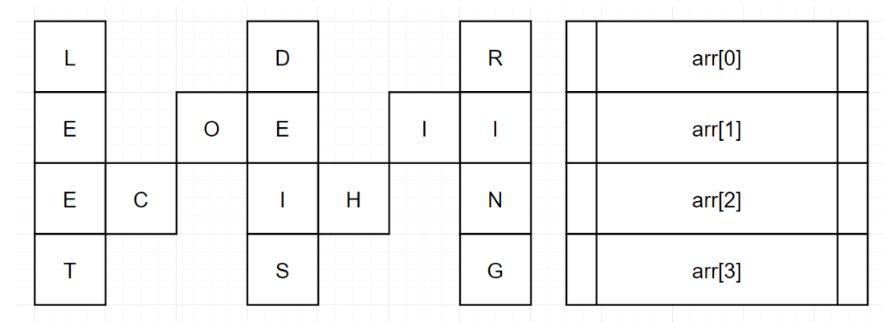 L D R arr[0]
E O E I I arr[1]
E C I H N arr[2]
T S G arr[3]